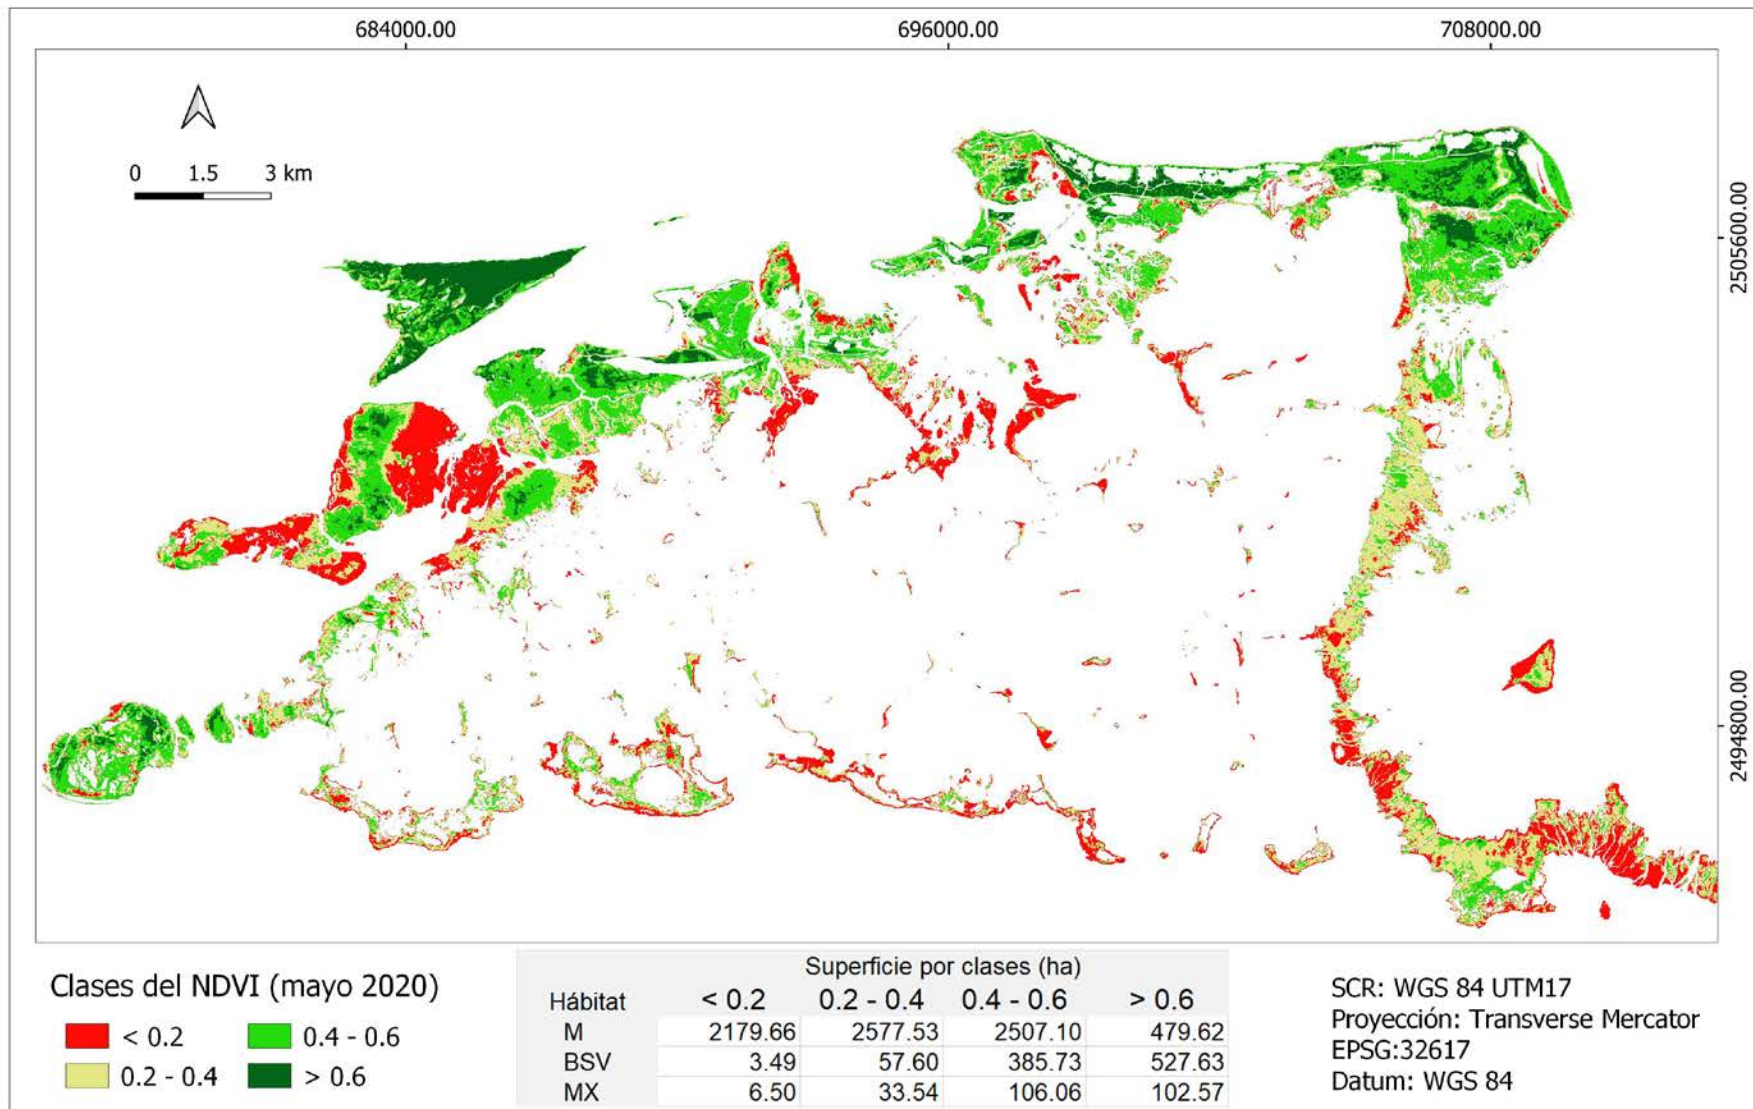 684000.00 696000.00 708000.00
0 1.5 3 km
2505600.00
2494800.00
Clases del NDVI (mayo 2020)
< 0.2 0.4 - 0.6
0.2 - 0.4 > 0.6
Superficie por clases (ha)
Hábitat < 0.2 0.2 - 0.4 0.4 - 0.6 > 0.6
M 2179.66 2577.53 2507.10 479.62
BSV 3.49 57.60 385.73 527.63
MX 6.50 33.54 106.06 102.57
SCR: WGS 84 UTM17
Proyección: Transverse Mercator
EPSG:32617
Datum: WGS 84